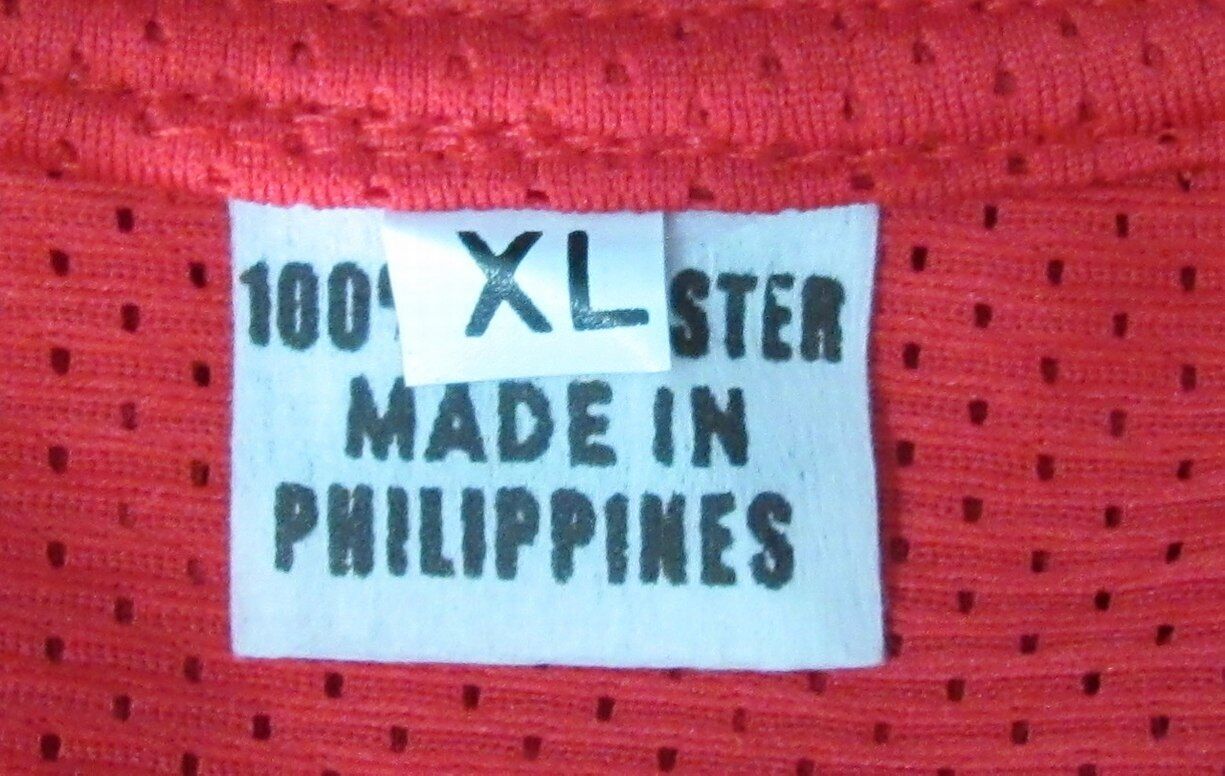 XL
100% STER
MADE IN
PHILIPPINES